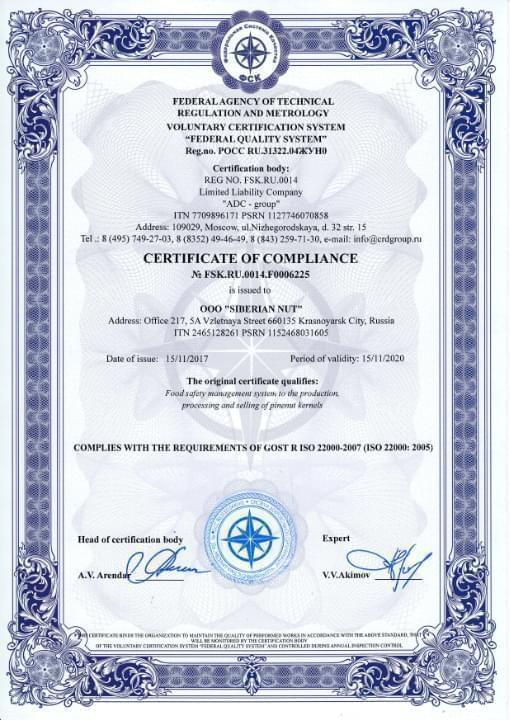 ФСК
FEDERAL AGENCY OF TECHNICAL
REGULATION AND METROLOGY
VOLUNTARY CERTIFICATION SYSTEM
"FEDERAL QUALITY SYSTEM"
Reg.no. РОСС RU.31322.04ЖУН0
Certification body:
REG NO. FSK.RU.0014
Limited Liability Company
"ADC - group"
ITN 7709896171 PSRN 1127746070858
Address: 109029, Moscow, ul.Nizhegorodskaya, d. 32 str. 15
Tel .: 8 (495) 749-27-03, 8 (8352) 49-46-49, 8 (843) 259-71-30, e-mail: info@crdgroup.ru
CERTIFICATE OF COMPLIANCE
№ FSK.RU.0014.F0006225
is issued to
OOO "SIBERIAN NUT"
Address: Office 217, 5A Vzletnaya Street 660135 Krasnoyarsk City, Russia
ITN 2465128261 PSRN 1152468031605
Date of issue: 15/11/2017 Period of validity: 15/11/2020
The original certificate qualifies:
Food safety management system to the production,
processing and selling of pinenut kernels
COMPLIES WITH THE REQUIREMENTS OF GOST R ISO 22000-2007 (ISO 22000: 2005)
Head of certification body Expert
A.V. Arendar V.V.Akimov
CERTIFICATE BINDS THE ORGANIZATION TO MAINTAIN THE QUALITY OF PERFORMED WORKS IN ACCORDANCE WITH THE ABOVE STANDARD, THAT
WILL BE MONITORED BY THE CERTIFICATION BODY
OF THE VOLUNTARY CERTIFICATION SYSTEM "FEDERAL QUALITY SYSTEM" AND CONTROLLED DURING ANNUAL INSPECTION CONTROL